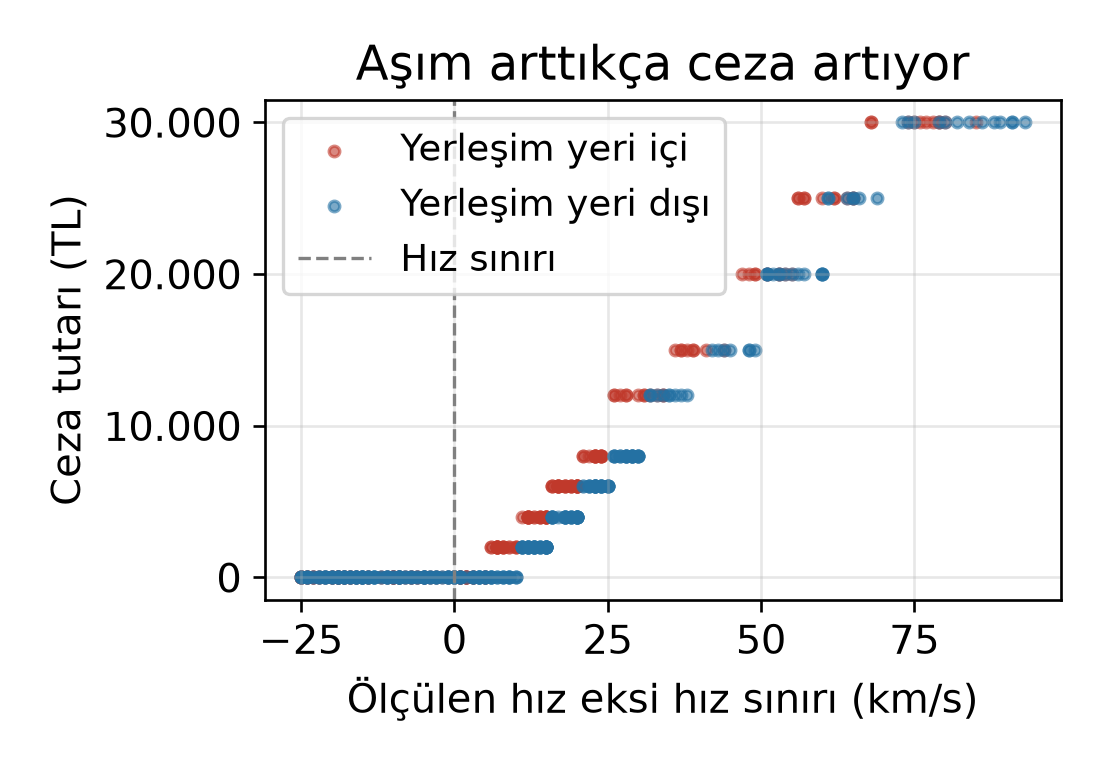 Aşım arttıkça ceza artıyor
Ceza tutarı (TL)
30.000
20.000
10.000
0
Yerleşim yeri içi
Yerleşim yeri dışı
Hız sınırı
−25
0
25
50
75
Ölçülen hız eksi hız sınırı (km/s)